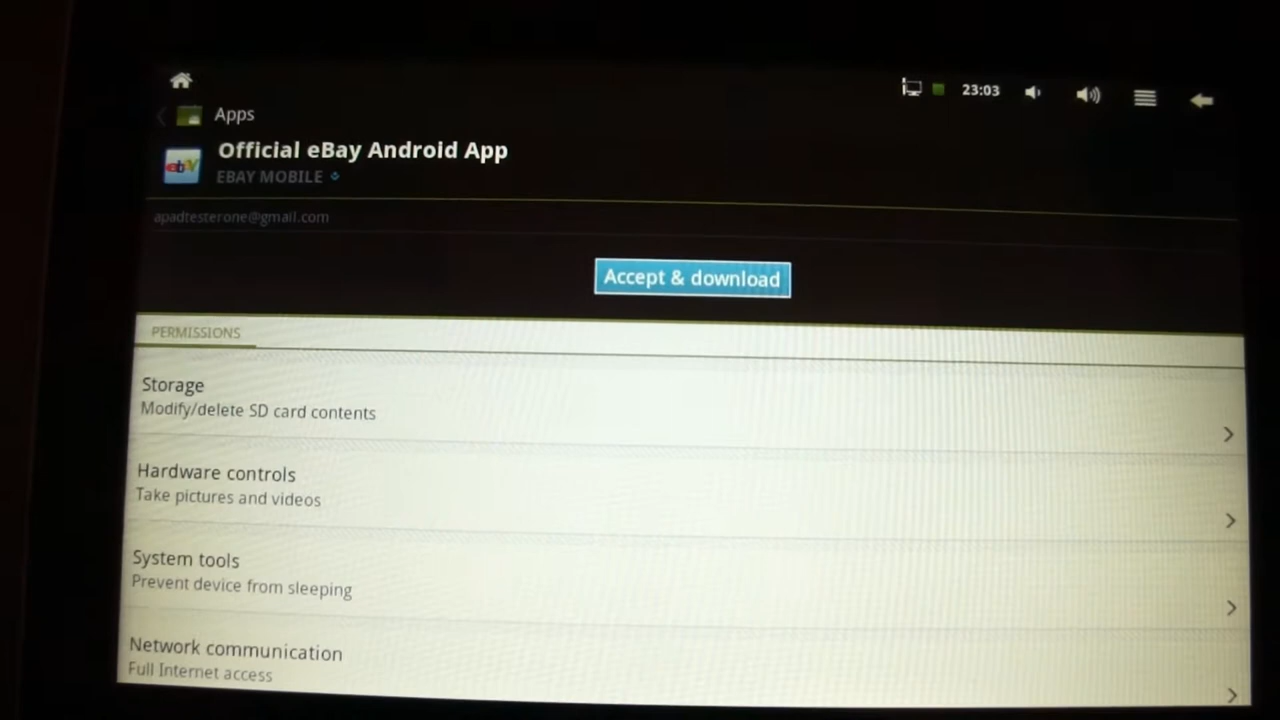 23:03
Apps
Official eBay Android App
ebY
EBAY MOBILE
apadtesterone@gmail.com
Accept & download
PERMISSIONS
Storage
Modify/delete SD card contents
Hardware controls
Take pictures and videos
System tools
Prevent device from sleeping
Network communication
Full Internet access